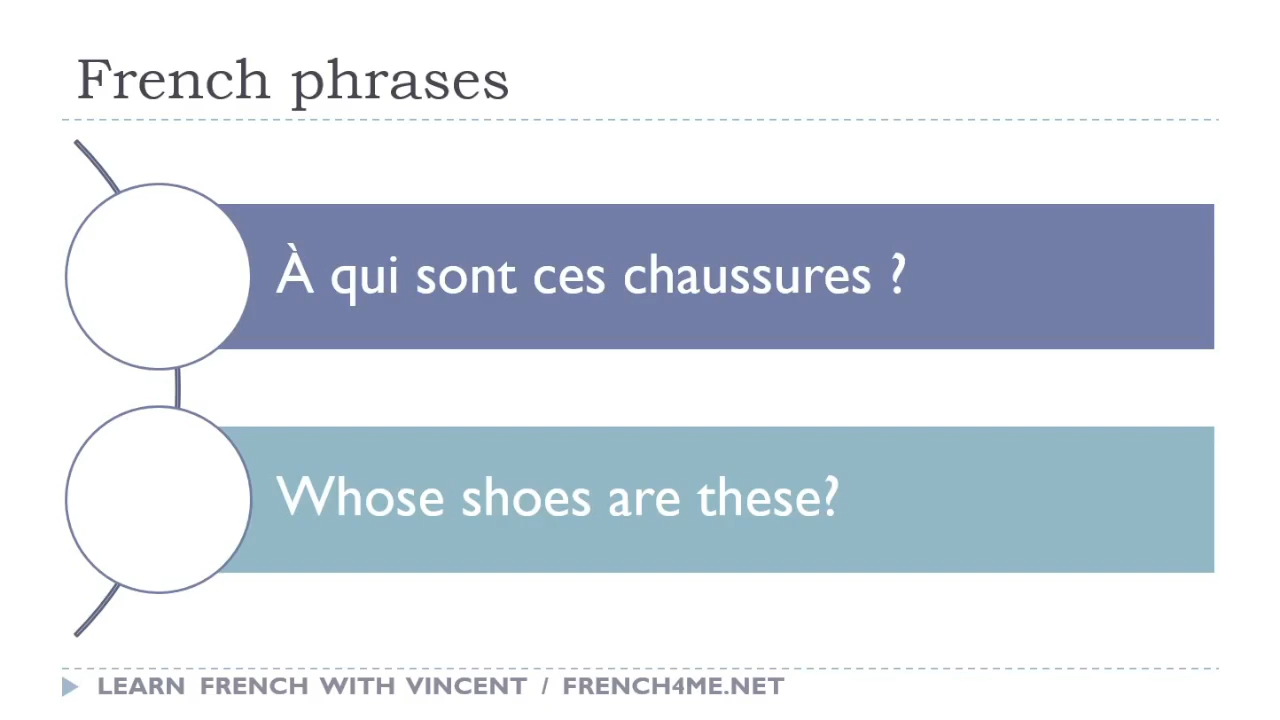 French phrases
À qui sont ces chaussures ?
Whose shoes are these?
LEARN FRENCH WITH VINCENT / FRENCH4ME.NET